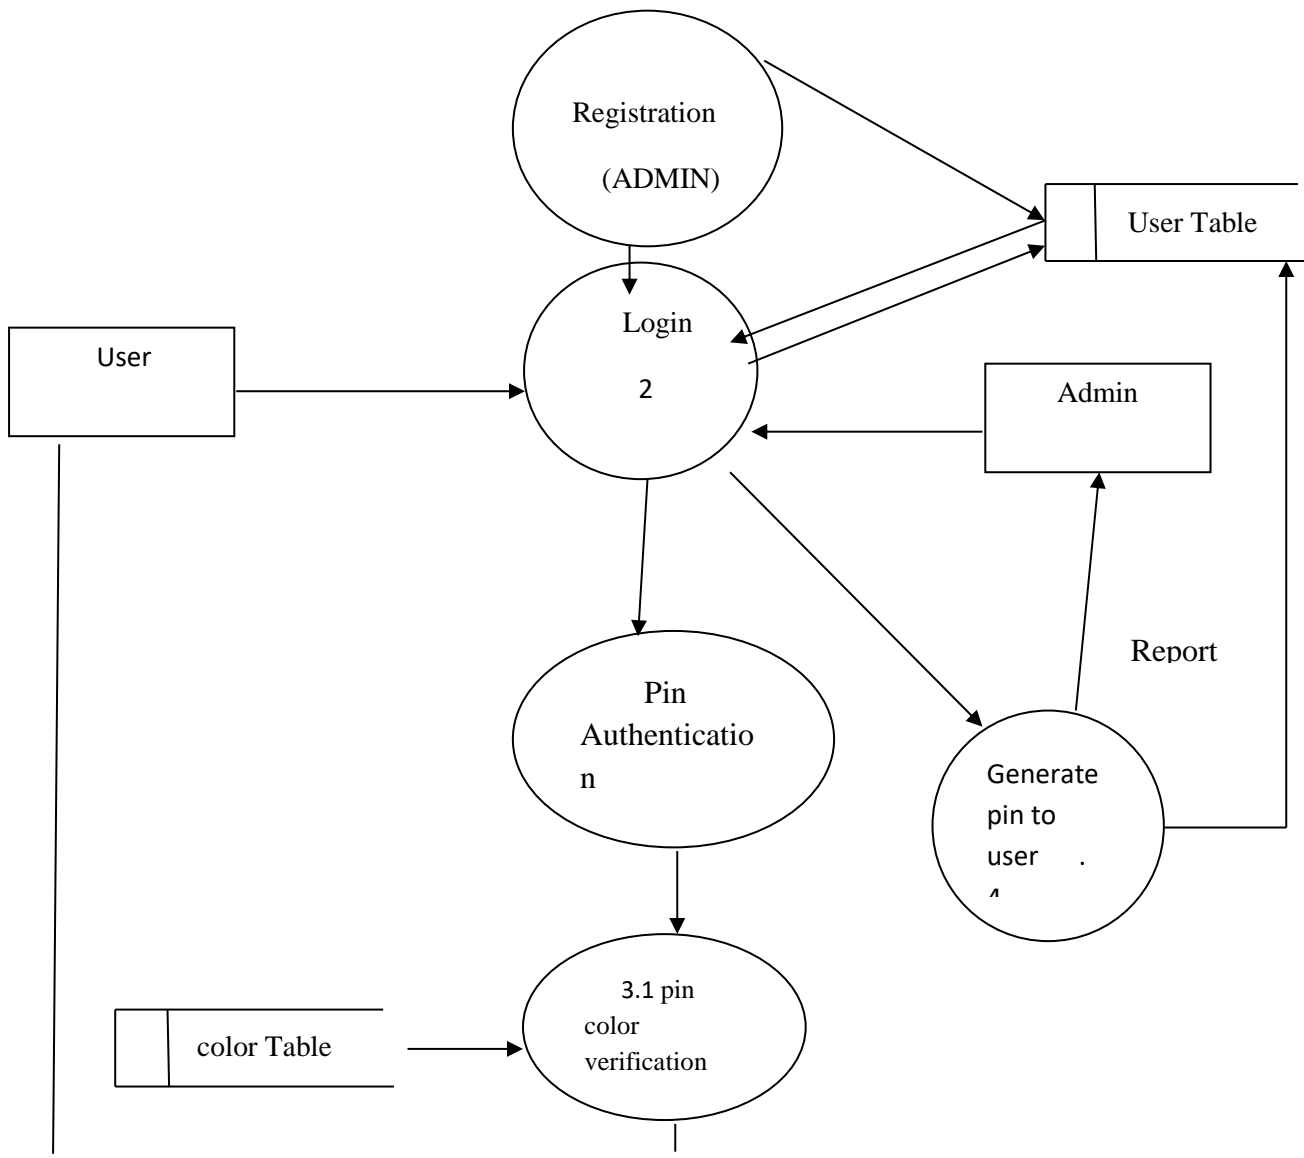 Registration
(ADMIN)
User Table
Login
2
User
Admin
Report
Pin
Authenticatio
n
Generate
pin to
user .
4
3.1 pin
color
verification
color Table